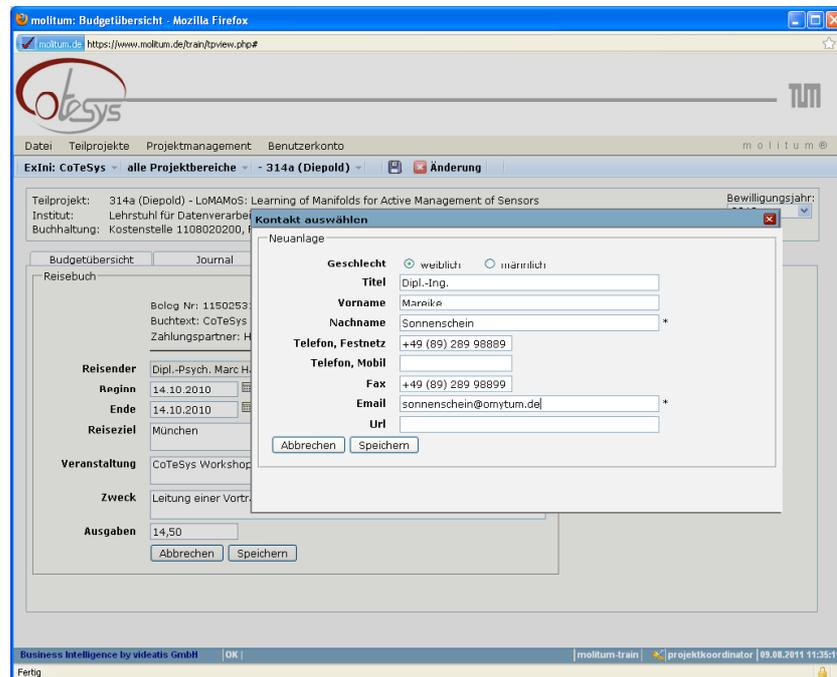 molitum: Budgetübersicht - Mozilla Firefox
molitum.de https://www.molitum.de/train/tpview.php#
CoTeSys
TUM
Datei Teilprojekte Projektmanagement Benutzerkonto molitum®
ExIni: CoTeSys alle Projektbereiche - 314a (Diepold) - Änderung
Teilprojekt: 314a (Diepold) - LoMAMoS: Learning of Manifolds for Active Management of Sensors Bewilligungsjahr:
Institut: Lehrstuhl für Datenverarbei
Buchhaltung: Kostenstelle 1108020200,
Kontakt auswählen
Neuanlage
Geschlecht weiblich männlich
Titel Dipl.-Ing.
Vorname Mareike
Nachname Sonnenschein *
Telefon, Festnetz +49 (89) 289 98889
Telefon, Mobil
Fax +49 (89) 289 98899
Email sonnenschein@omytum.de *
Url
Abbrechen Speichern
Budgetübersicht Journal
Reisebuch
Beleg Nr: 1150253
Buchtext: CoTeSys
Zahlungspartner: H
Reisender Dipl.-Psych. Marc H
Beginn 14.10.2010
Ende 14.10.2010
Reiseziel München
Veranstaltung CoTeSys Workshop
Zweck Leitung einer Vortr
Ausgaben 14,50
Abbrechen Speichern
Business Intelligence by videatis GmbH OK | molitum-train projektkoordinator 09.08.2011 11:35:1
Fertig